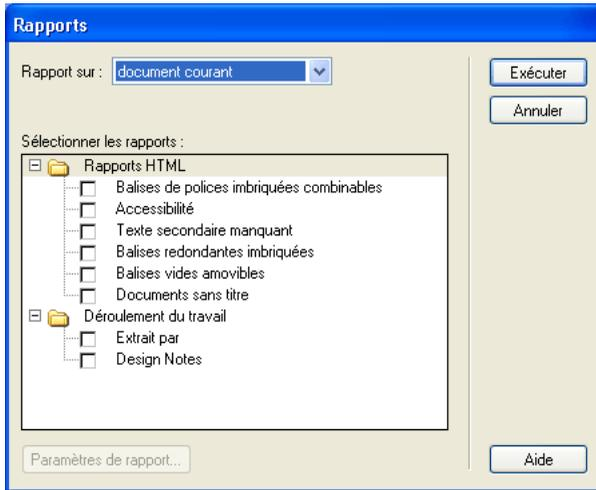 Rapports
Rapport sur : document courant
Exécuter
Annuler
Sélectionner les rapports :
Rapports HTML
Balises de polices imbriquées combinables
Accessibilité
Texte secondaire manquant
Balises redondantes imbriquées
Balises vides amovibles
Documents sans titre
Déroulement du travail
Extrait par
Design Notes
Paramètres de rapport...
Aide